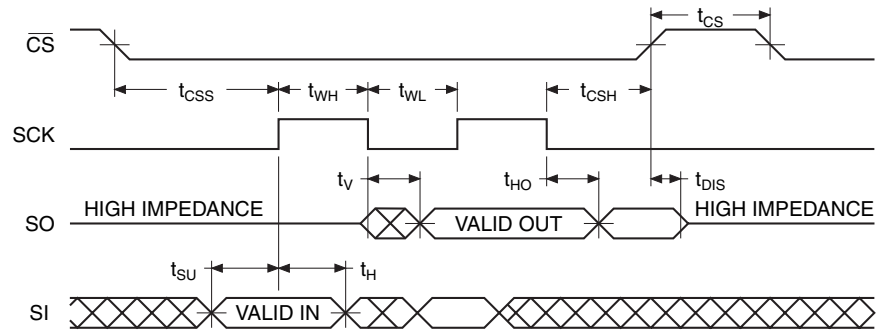 t_CS
C̅S̅
t_CSS t_WH t_WL t_CSH
SCK
t_V t_HO t_DIS
HIGH IMPEDANCE HIGH IMPEDANCE
SO VALID OUT
t_SU t_H
SI VALID IN